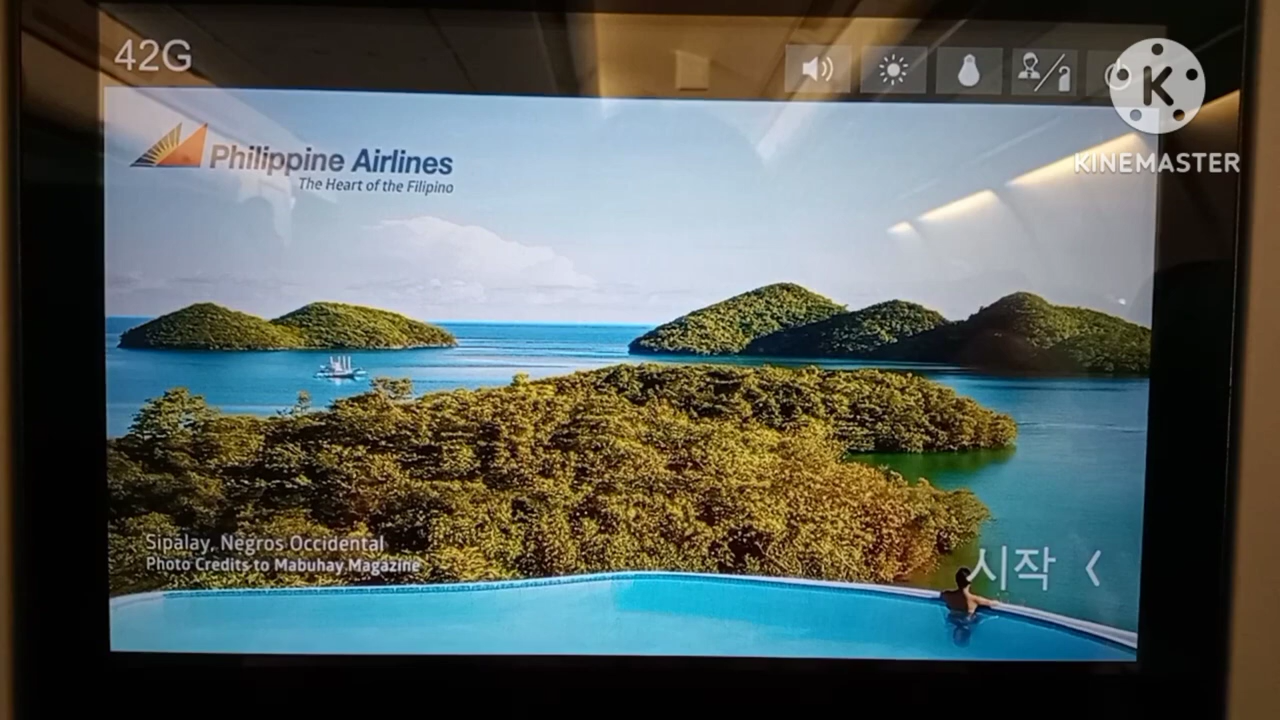 42G
K
KINEMASTER
Philippine Airlines
The Heart of the Filipino
Sipalay, Negros Occidental
Photo Credits to Mabuhay Magazine
시작 <